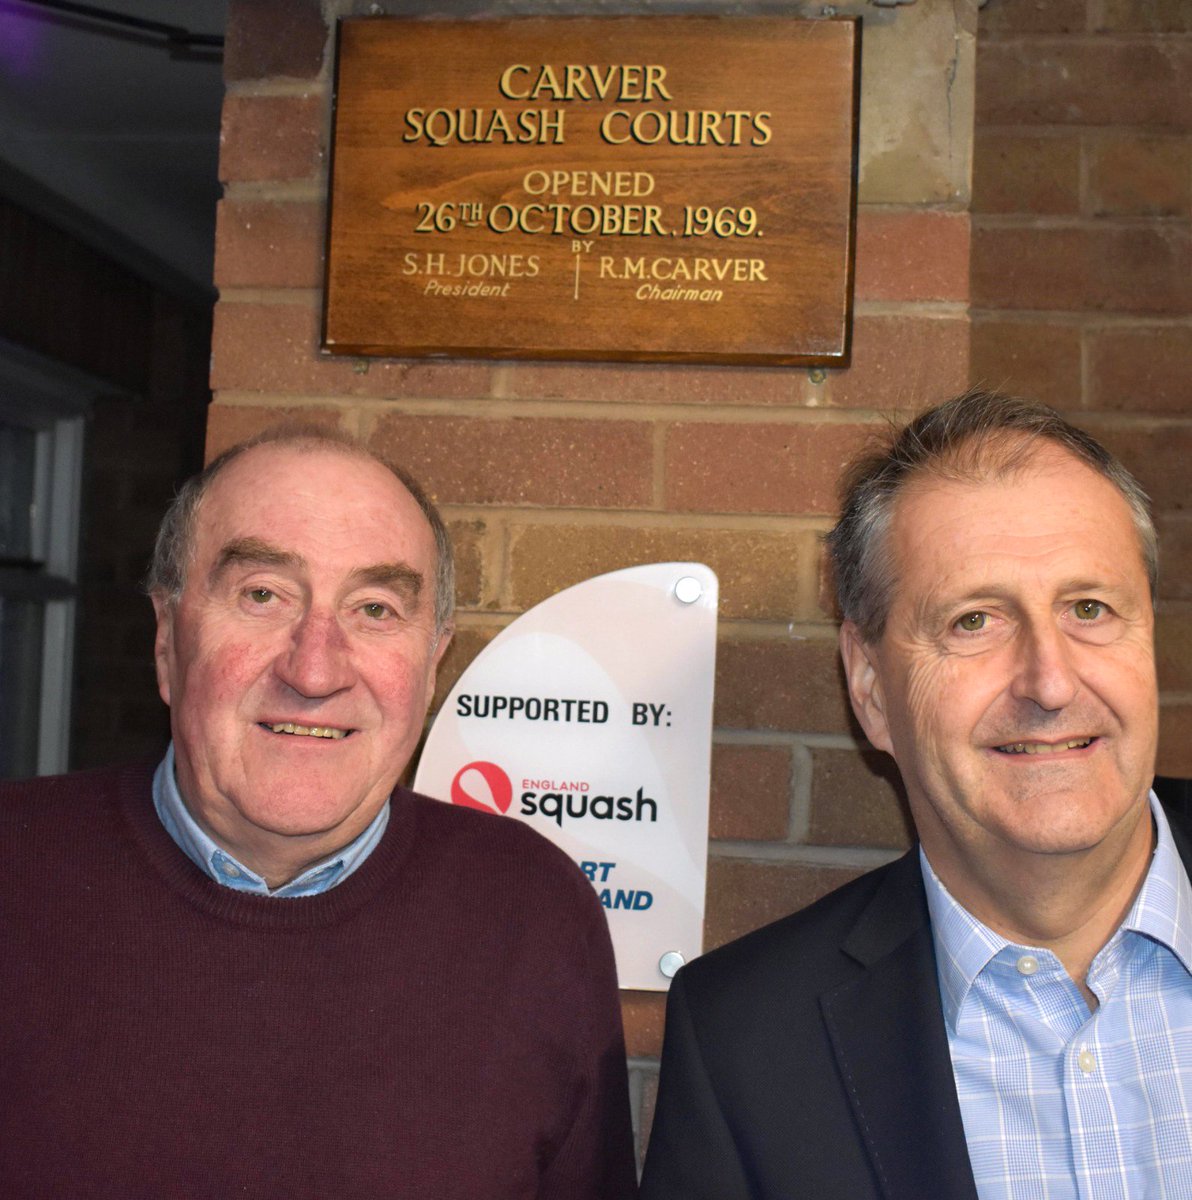 CARVER
SQUASH COURTS
OPENED
26TH OCTOBER, 1969.
BY
S.H. JONES R.M. CARVER
President Chairman
SUPPORTED BY:
ENGLAND
squash